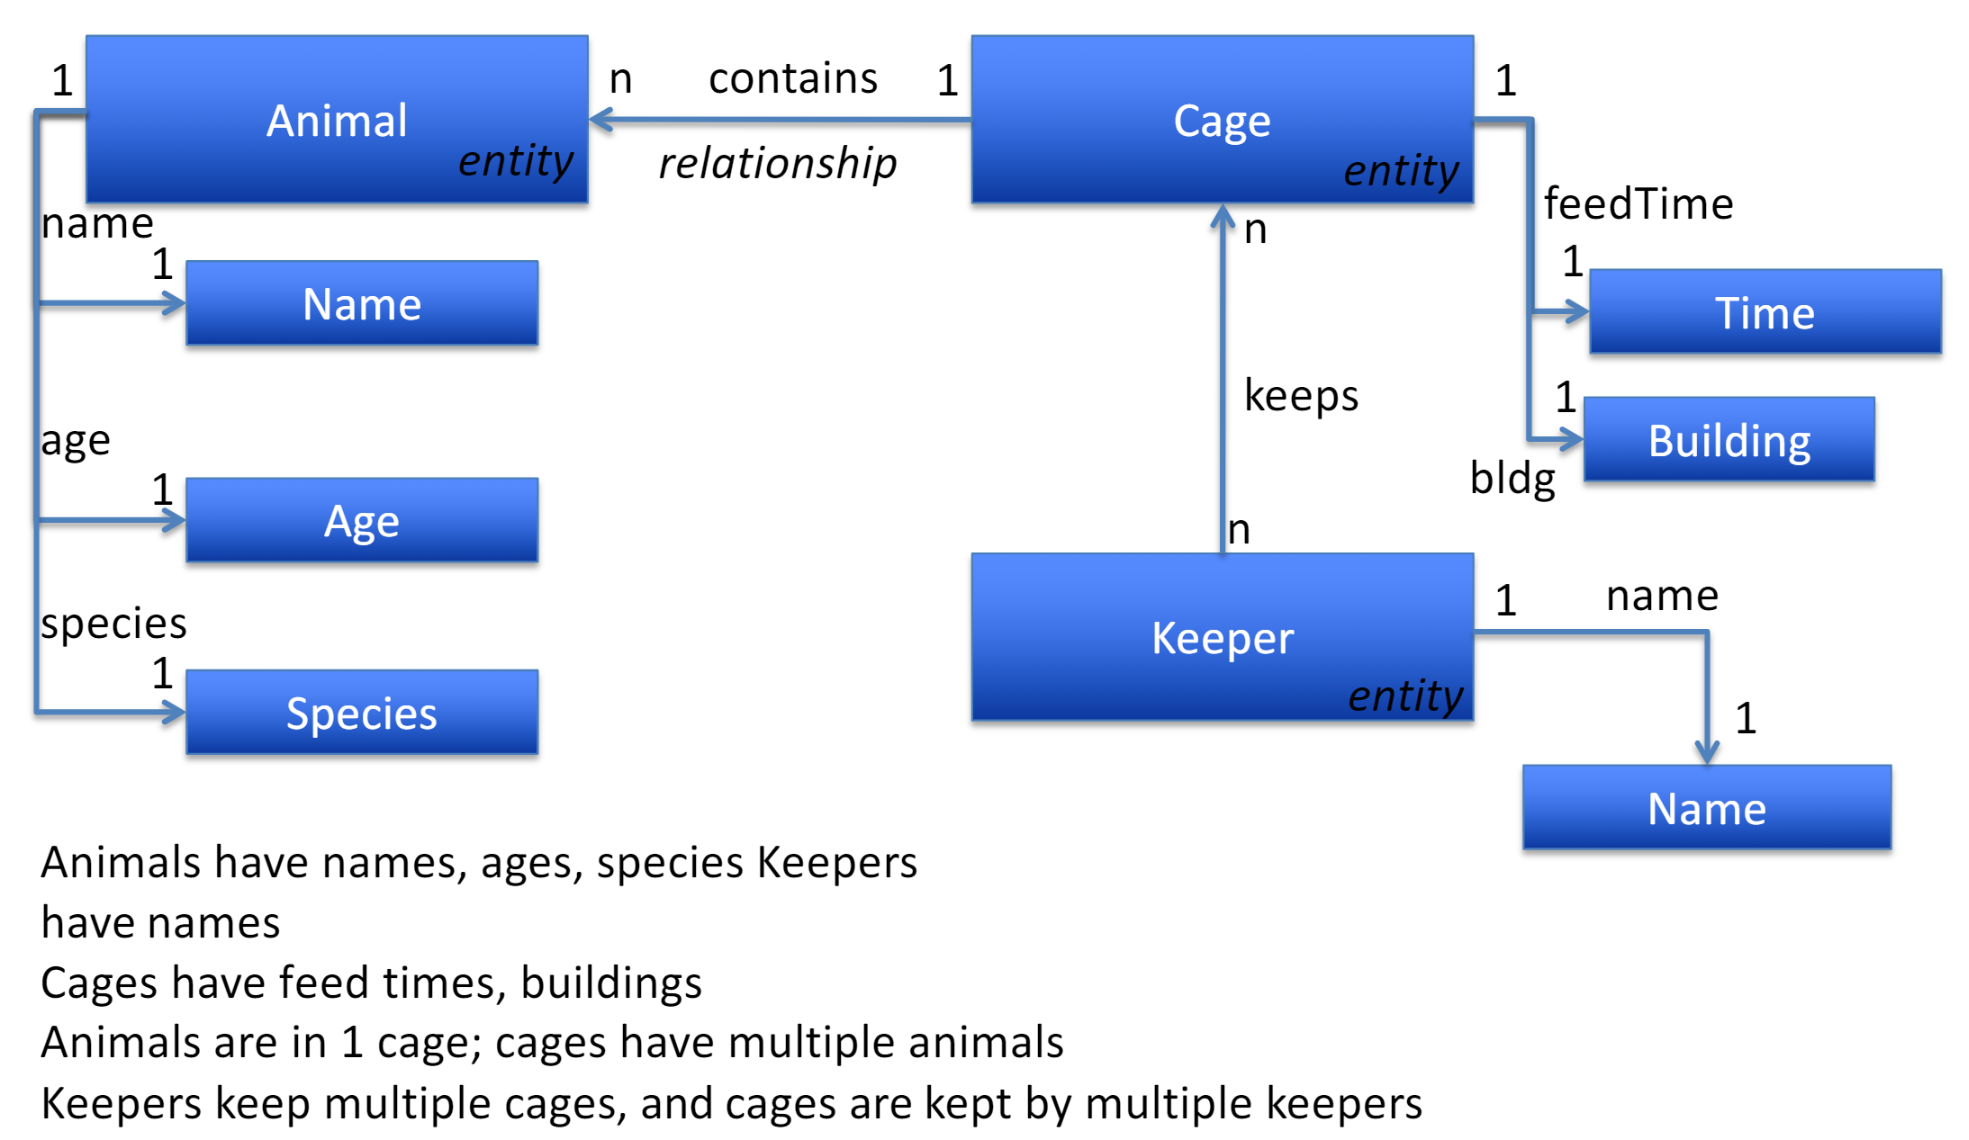 1
Animal
entity
n
contains
1
relationship
Cage
entity
1
name
1
Name
n
feedTime
1
Time
age
1
Age
keeps
1
Building
bldg
species
1
Species
n
Keeper
entity
1
name
1
Name
Animals have names, ages, species Keepers
have names
Cages have feed times, buildings
Animals are in 1 cage; cages have multiple animals
Keepers keep multiple cages, and cages are kept by multiple keepers